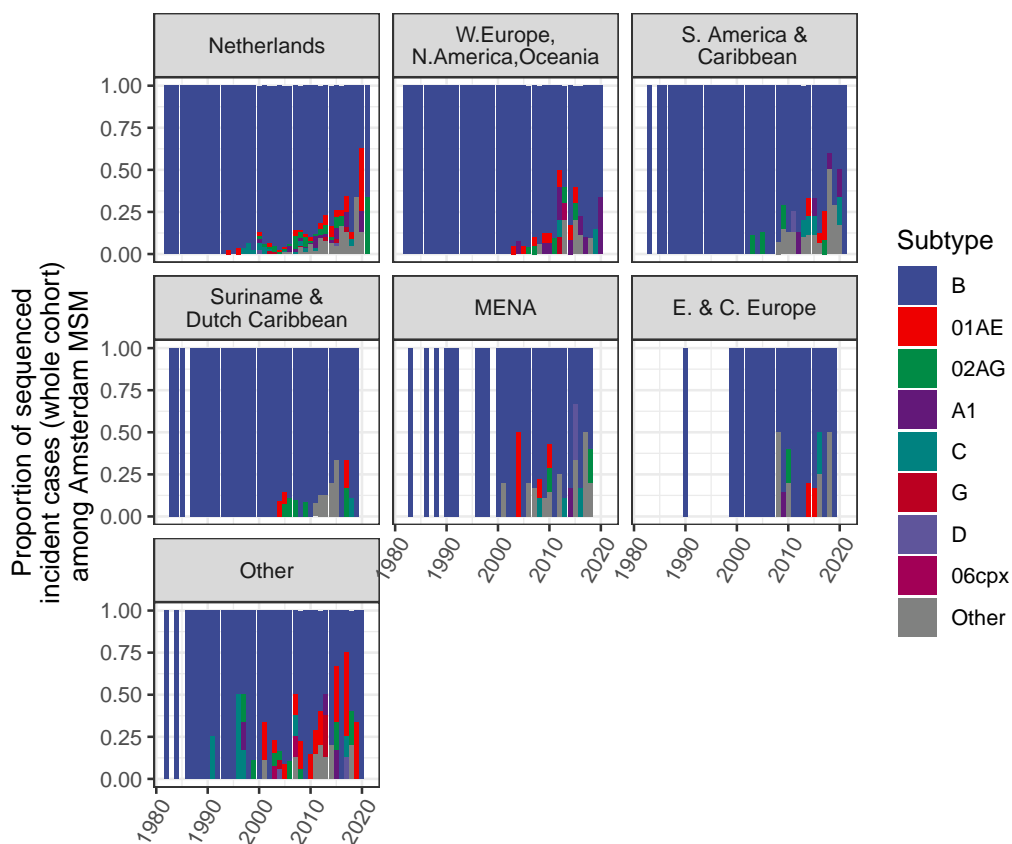 Netherlands
W.Europe,
N.America,Oceania
S. America &
Caribbean
1.00
0.75
0.50
0.25
0.00
Suriname &
Dutch Caribbean
MENA
E. & C. Europe
1.00
0.75
0.50
0.25
0.00
1980
1990
2000
2010
2020
1980
1990
2000
2010
2020
Other
1.00
0.75
0.50
0.25
0.00
1980
1990
2000
2010
2020
Proportion of sequenced
incident cases (whole cohort)
among Amsterdam MSM
Subtype
B
01AE
02AG
A1
C
G
D
06cpx
Other